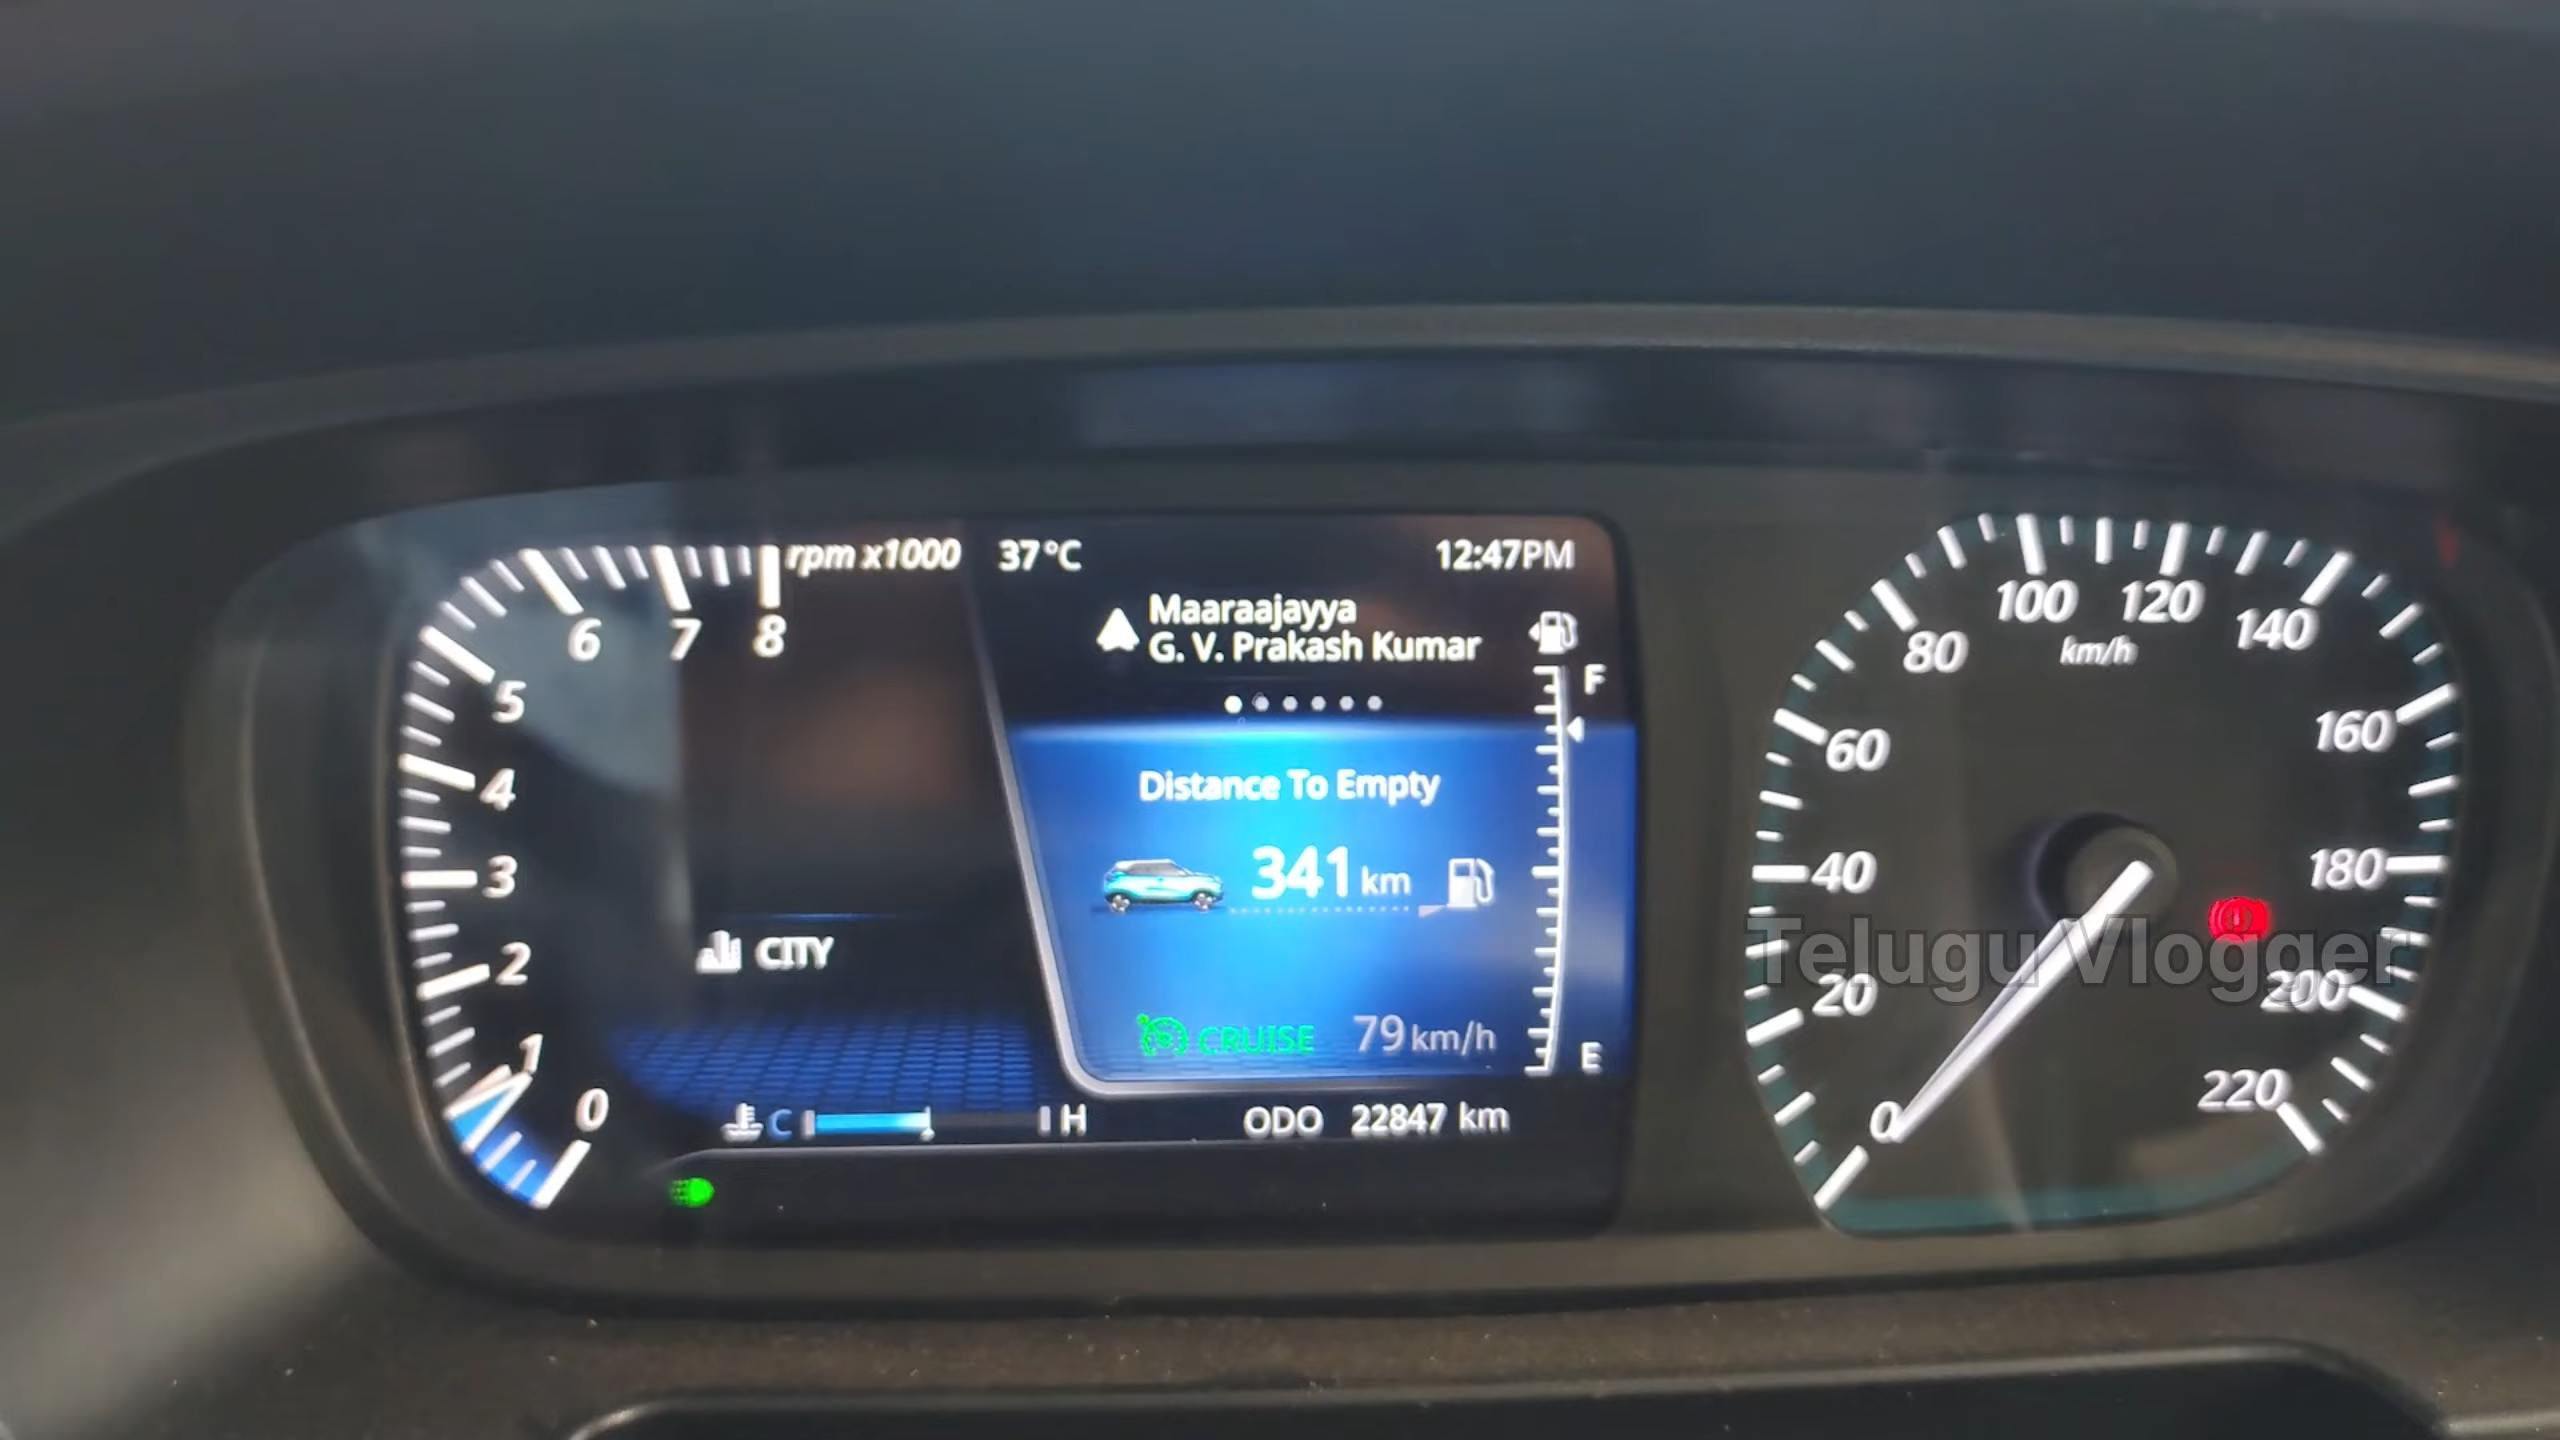 rpm x1000
37°C
12:47PM
Maaraajayya
G. V. Prakash Kumar
F
Distance To Empty
341 km
CITY
CRUISE 79 km/h
E
C H
ODO 22847 km
0
1
2
3
4
5
6
7
8
0
20
40
60
80
100
120
140
160
180
200
220
km/h
Telugu Vlogger